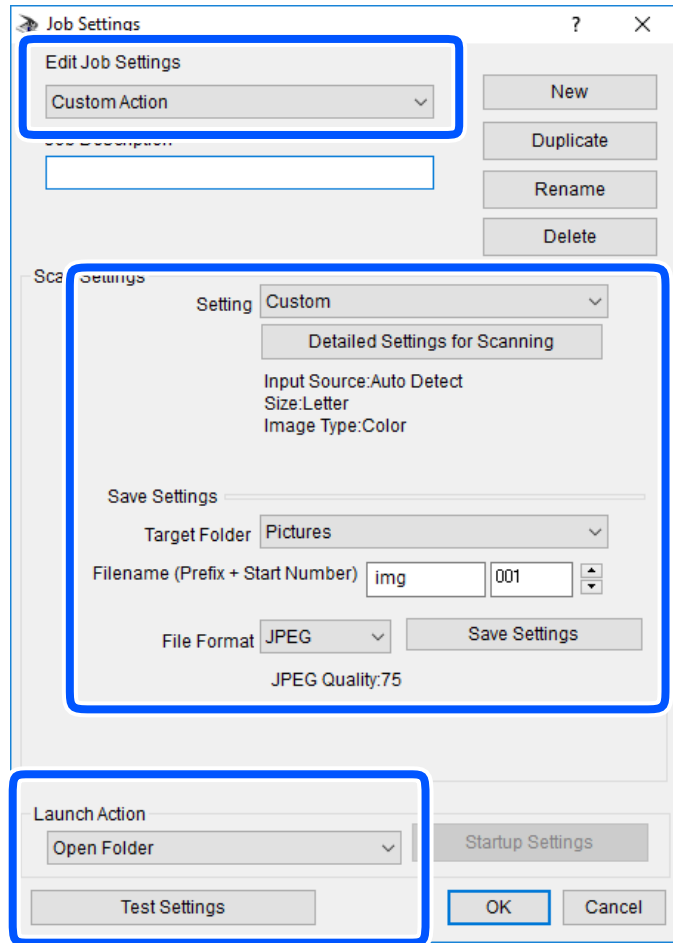 Job Settings
?
Edit Job Settings
Custom Action
New
Duplicate
Rename
Delete
Settings
Setting Custom
Detailed Settings for Scanning
Input Source:Auto Detect
Size:Letter
Image Type:Color
Save Settings
Target Folder Pictures
Filename (Prefix + Start Number) img 001
File Format JPEG Save Settings
JPEG Quality:75
Launch Action
Open Folder Startup Settings
Test Settings OK Cancel